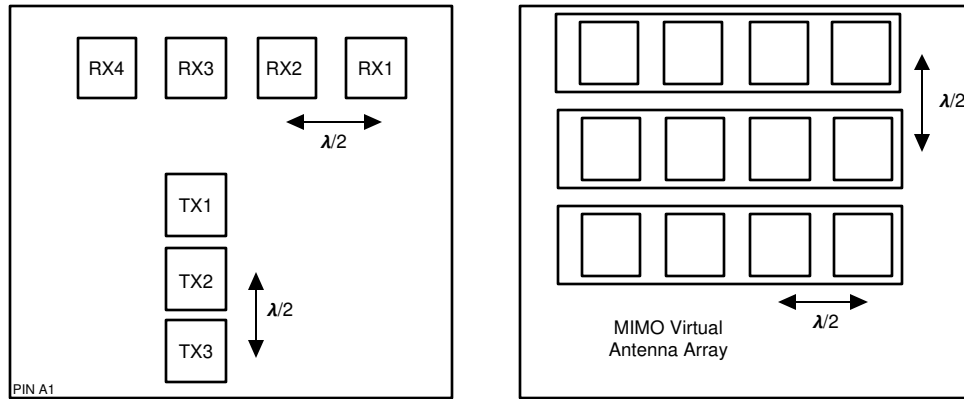 RX4 RX3 RX2 RX1
λ/2
TX1
TX2
λ/2
TX3
PIN A1
λ/2
λ/2
MIMO Virtual
Antenna Array